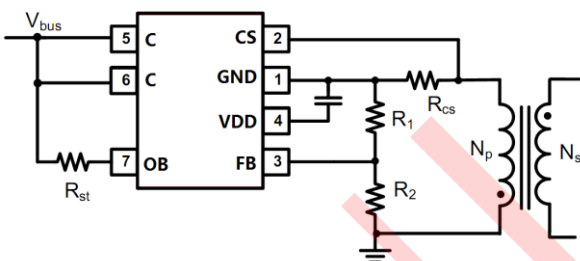 Vbus
5 C
CS 2
6 C
GND 1
Rcs
VDD 4
R1
7 OB
FB 3
Rst
R2
Np
Ns